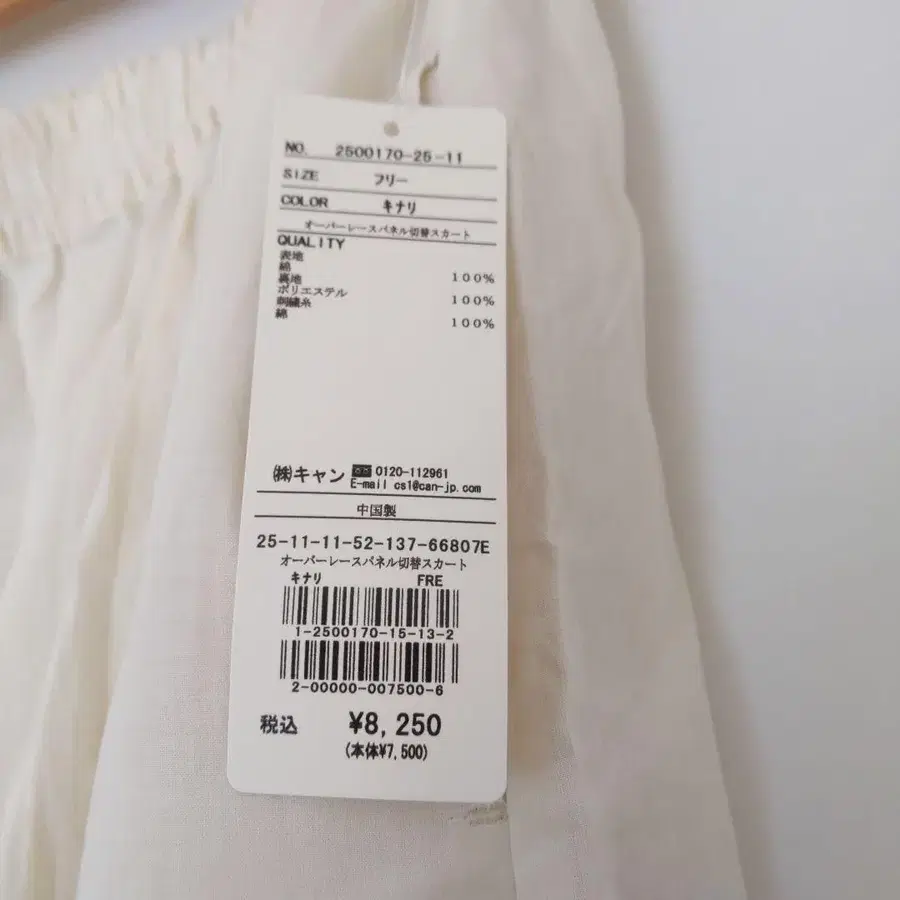 NO. 2500170-25-11
SIZE フリー
COLOR キナリ
オーバーレースパネル切替スカート
QUALITY
表地
綿 100%
裏地
ポリエステル 100%
刺繍糸
綿 100%
㈱キャン 0120-112961
E-mail cs1@can-jp.com
中国製
25-11-11-52-137-66807E
オーバーレースパネル切替スカート
キナリ FRE
1-2500170-15-13-2
2-00000-007500-6
税込 ¥8,250
(本体¥7,500)